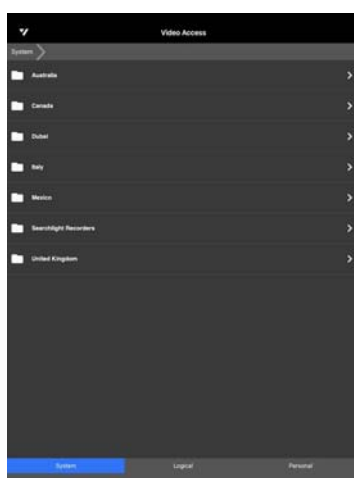 Video Access
System
Australia
Canada
Dubai
Italy
Mexico
Searchlight Recorders
United Kingdom
System Logical Personal